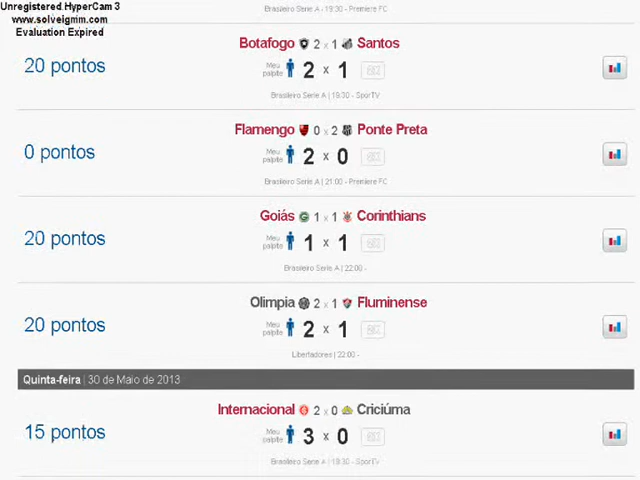 Unregistered HyperCam 3
www.solveigmm.com
Evaluation Expired
Brasileiro Serie A - 19:30 - Premiere FC
Botafogo 2 x 1 Santos
20 pontos
Meu palpite 2 x 1
Brasileiro Serie A | 19:30 - SporTV
Flamengo 0 x 2 Ponte Preta
0 pontos
Meu palpite 2 x 0
Brasileiro Serie A | 21:00 - Premiere FC
Goiás 1 x 1 Corinthians
20 pontos
Meu palpite 1 x 1
Brasileiro Serie A | 22:00 -
Olimpia 2 x 1 Fluminense
20 pontos
Meu palpite 2 x 1
Libertadores | 22:00 -
Quinta-feira | 30 de Maio de 2013
Internacional 2 x 0 Criciúma
15 pontos
Meu palpite 3 x 0
Brasileiro Serie A | 19:30 - SporTV